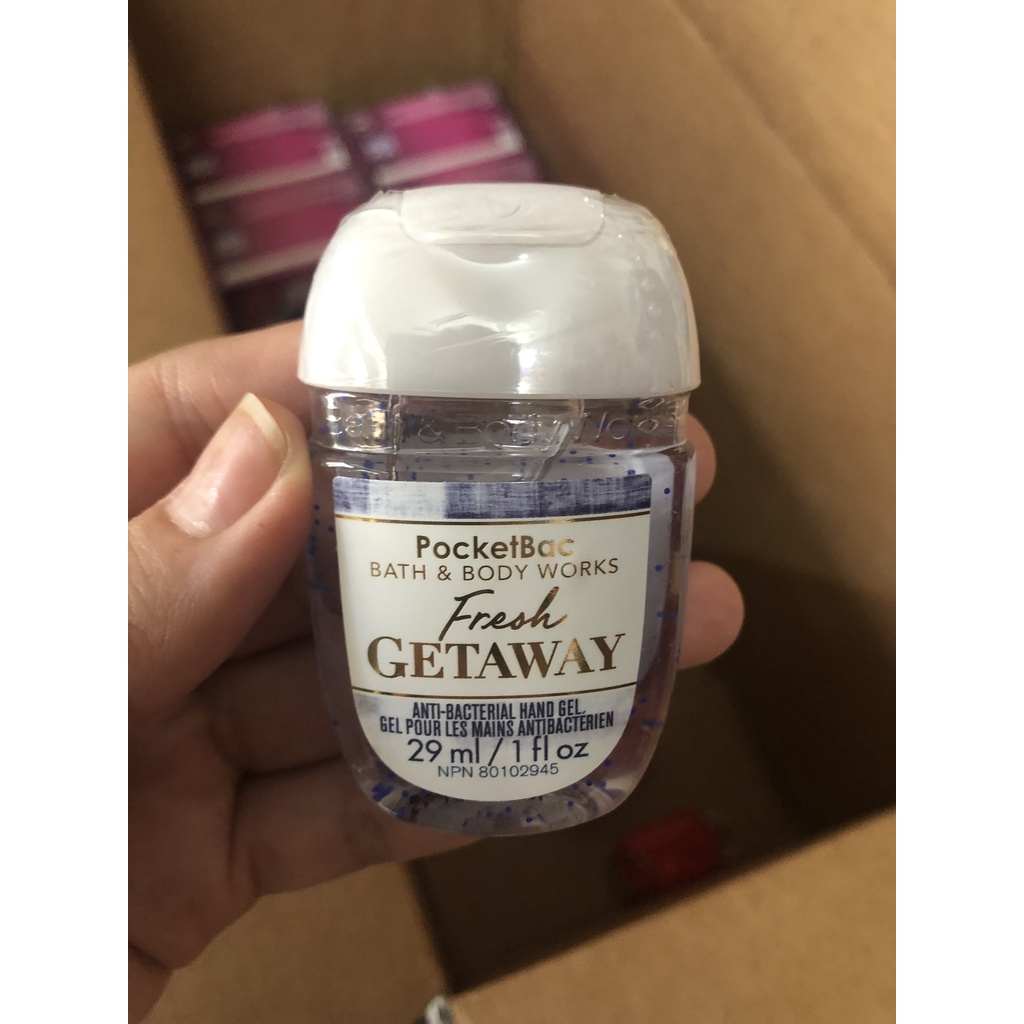 & BODY
PocketBac
BATH & BODY WORKS
Fresh
GETAWAY
ANTI-BACTERIAL HAND GEL.
GEL POUR LES MAINS ANTIBACTÉRIEN
29 ml / 1 fl oz
NPN 80102945